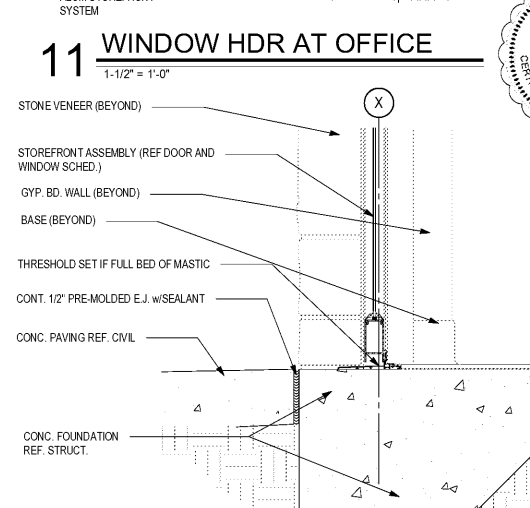 SYSTEM
11 WINDOW HDR AT OFFICE
1-1/2" = 1'-0"
X
STONE VENEER (BEYOND)
STOREFRONT ASSEMBLY (REF DOOR AND
WINDOW SCHED.)
GYP. BD. WALL (BEYOND)
BASE (BEYOND)
THRESHOLD SET IF FULL BED OF MASTIC
CONT. 1/2" PRE-MOLDED E.J. w/SEALANT
CONC. PAVING REF. CIVIL
CONC. FOUNDATION
REF. STRUCT.